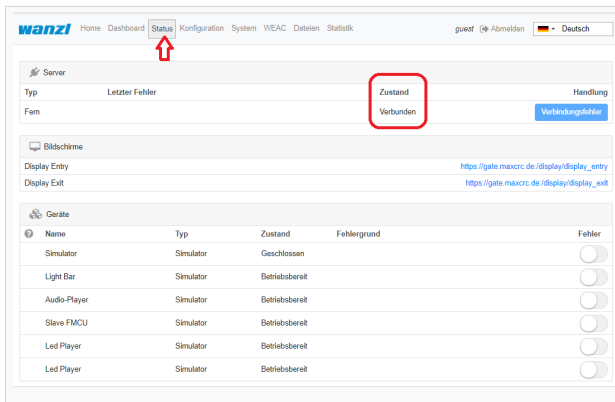 wanzl Home Dashboard Status Konfiguration System WEAC Dateien Statistik guest Abmelden Deutsch
Server
Typ Letzter Fehler Zustand Handlung
Fern Verbunden Verbindungsfehler
Bildschirme
Display Entry https://gate.maxcrc.de:/display/display_entry
Display Exit https://gate.maxcrc.de:/display/display_exit
Geräte
? Name Typ Zustand Fehlergrund Fehler
Simulator Simulator Geschlossen
Light Bar Simulator Betriebsbereit
Audio-Player Simulator Betriebsbereit
Slave FMCU Simulator Betriebsbereit
Led Player Simulator Betriebsbereit
Led Player Simulator Betriebsbereit